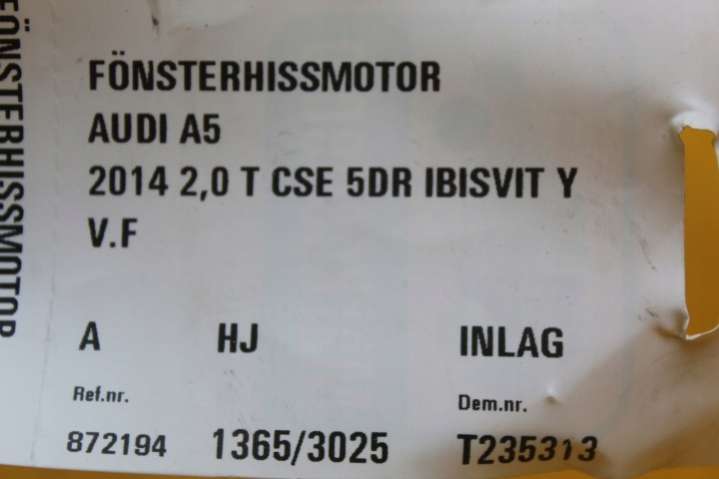 FÖNSTERHISSMOTOR
FÖNSTERHISSMOTOR
AUDI A5
2014 2,0 T CSE 5DR IBISVIT Y
V.F
A HJ INLAG
Ref.nr. Dem.nr.
872194 1365/3025 T235313